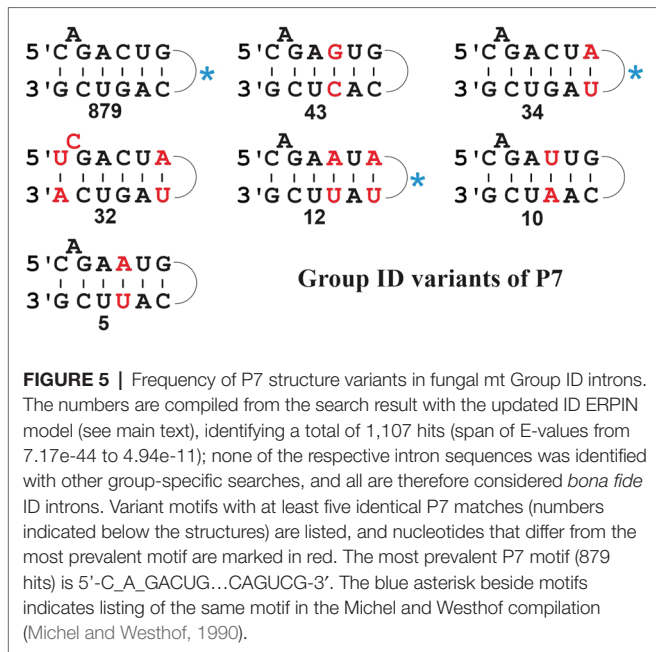 A A A
5'CGACUG 5'CGAGUG 5'CGACUA
* *
3'GCUGAC 3'GCUCAC 3'GCUGAU
879 43 34
C A A
5'UGACUA 5'CGAAUA 5'CGAUUG
*
3'ACUGAU 3'GCUUAU 3'GCUAAC
32 12 10
A
5'CGAAUG
Group ID variants of P7
3'GCUUAC
5
FIGURE 5 | Frequency of P7 structure variants in fungal mt Group ID introns.
The numbers are compiled from the search result with the updated ID ERPIN
model (see main text), identifying a total of 1,107 hits (span of E-values from
7.17e-44 to 4.94e-11); none of the respective intron sequences was identified
with other group-specific searches, and all are therefore considered bona fide
ID introns. Variant motifs with at least five identical P7 matches (numbers
indicated below the structures) are listed, and nucleotides that differ from the
most prevalent motif are marked in red. The most prevalent P7 motif (879
hits) is 5’-C_A_GACUG…CAGUCG-3′. The blue asterisk beside motifs
indicates listing of the same motif in the Michel and Westhof compilation
(Michel and Westhof, 1990).